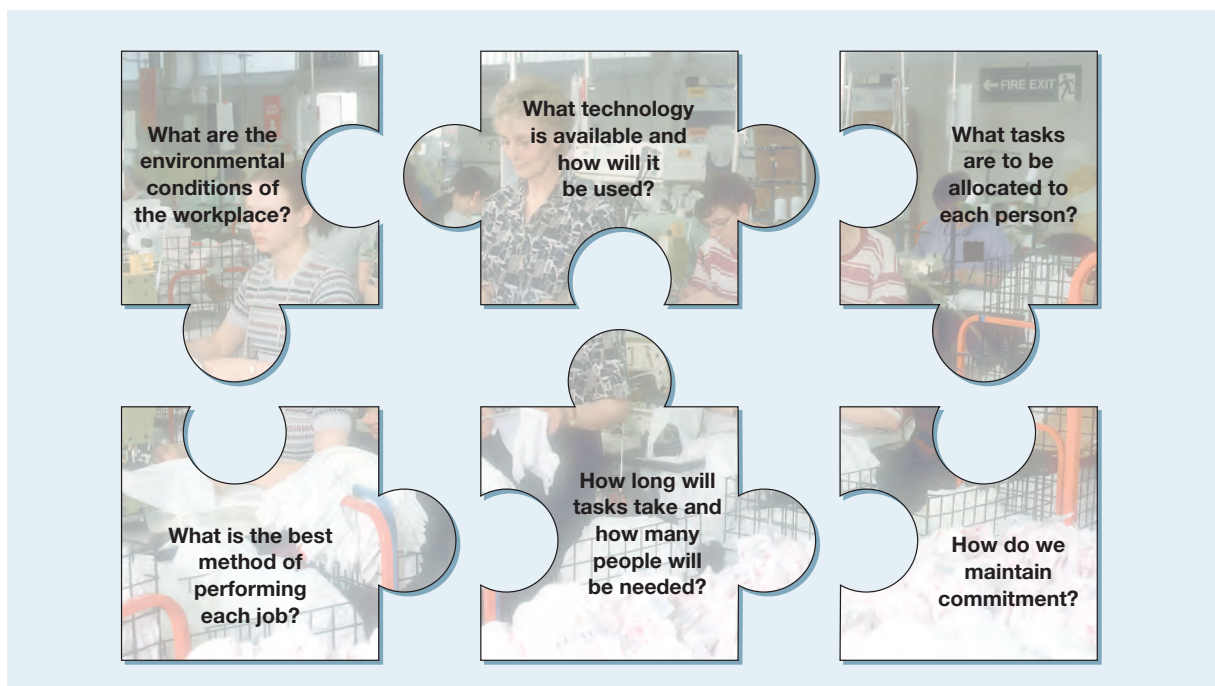 What are the
environmental
conditions of
the workplace?
What technology
is available and
how will it
be used?
← FIRE EXIT
What tasks
are to be
allocated to
each person?
What is the best
method of
performing
each job?
How long will
tasks take and
how many
people will
be needed?
How do we
maintain
commitment?